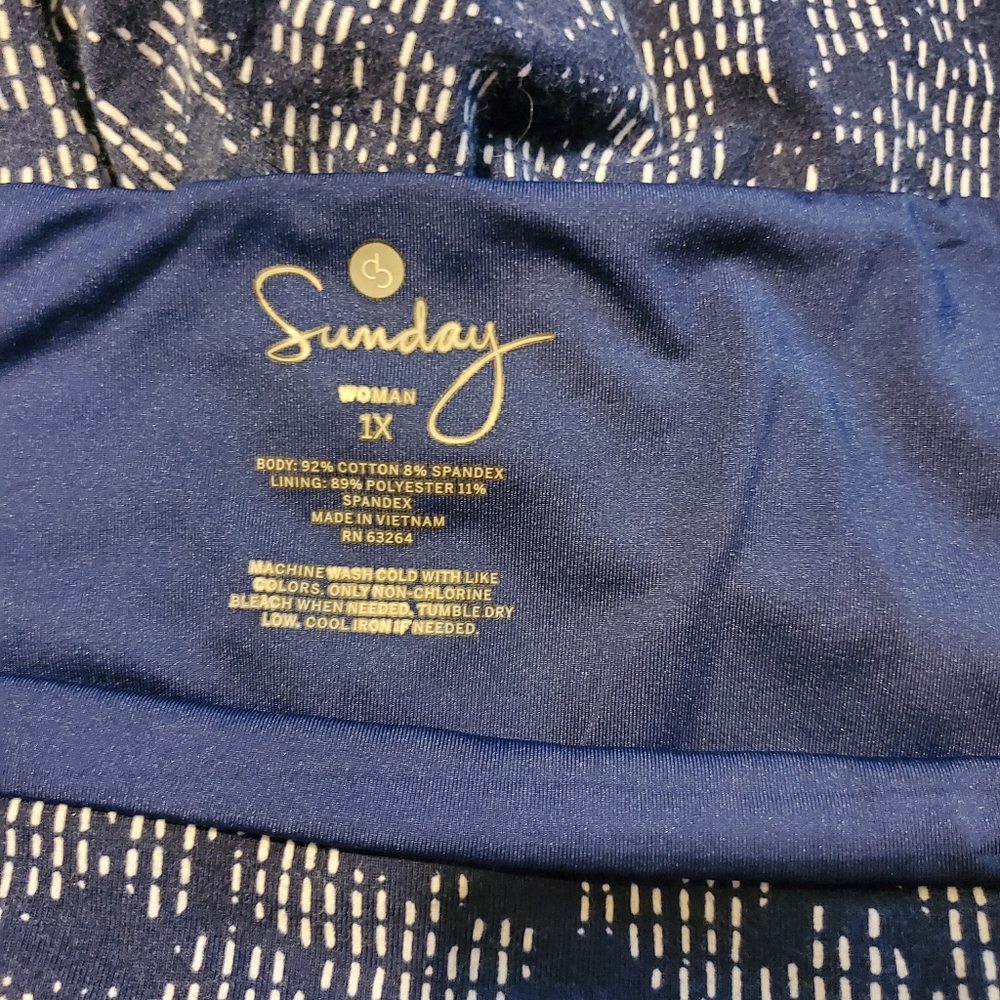 Sunday
WOMAN
1X
BODY: 92% COTTON 8% SPANDEX
LINING: 89% POLYESTER 11%
SPANDEX
MADE IN VIETNAM
RN 63264
MACHINE WASH COLD WITH LIKE
COLORS. ONLY NON-CHLORINE
BLEACH WHEN NEEDED. TUMBLE DRY
LOW. COOL IRON IF NEEDED.